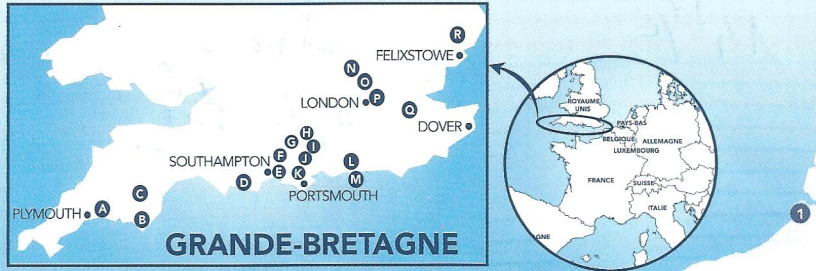 R
FELIXSTOWE
N
O
P
LONDON
Q
DOVER
H
G
I
F
J
SOUTHAMPTON
E
K
L
M
D
PORTSMOUTH
C
A
PLYMOUTH
B
GRANDE-BRETAGNE
ROYAUME
UNIS
PAYS-BAS
BELGIQUE
ALLEMAGNE
LUXEMBOURG
FRANCE
SUISSE
ITALIE
GNE
1